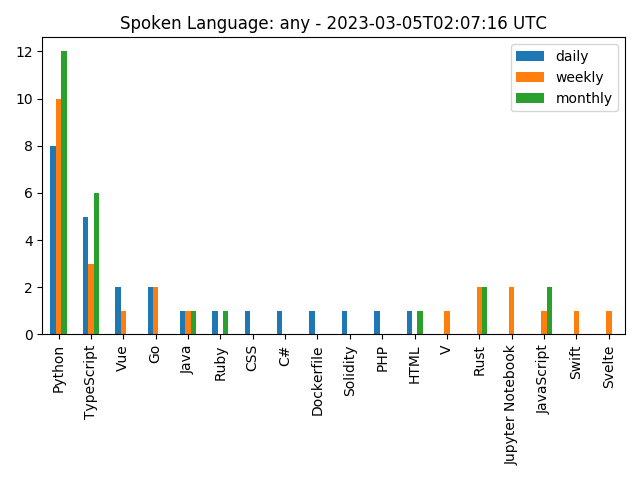 Spoken Language: any - 2023-03-05T02:07:16 UTC
daily
weekly
monthly
12
10
8
6
4
2
0
Python
TypeScript
Vue
Go
Java
Ruby
CSS
C#
Dockerfile
Solidity
PHP
HTML
V
Rust
Jupyter Notebook
JavaScript
Swift
Svelte